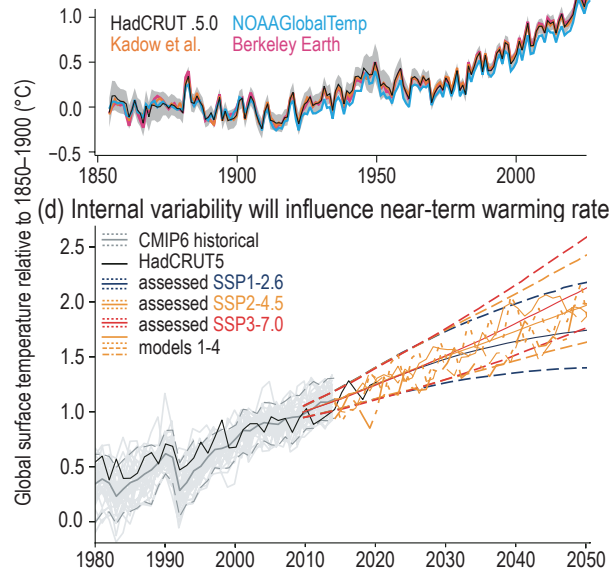 1.0
0.5
0.0
−0.5
HadCRUT .5.0 NOAAGlobalTemp
Kadow et al. Berkeley Earth
1850 1900 1950 2000
Global surface temperature relative to 1850–1900 (°C)
(d) Internal variability will influence near-term warming rate
2.5
2.0
1.5
1.0
0.5
0.0
CMIP6 historical
HadCRUT5
assessed SSP1-2.6
assessed SSP2-4.5
assessed SSP3-7.0
models 1-4
1980 1990 2000 2010 2020 2030 2040 2050